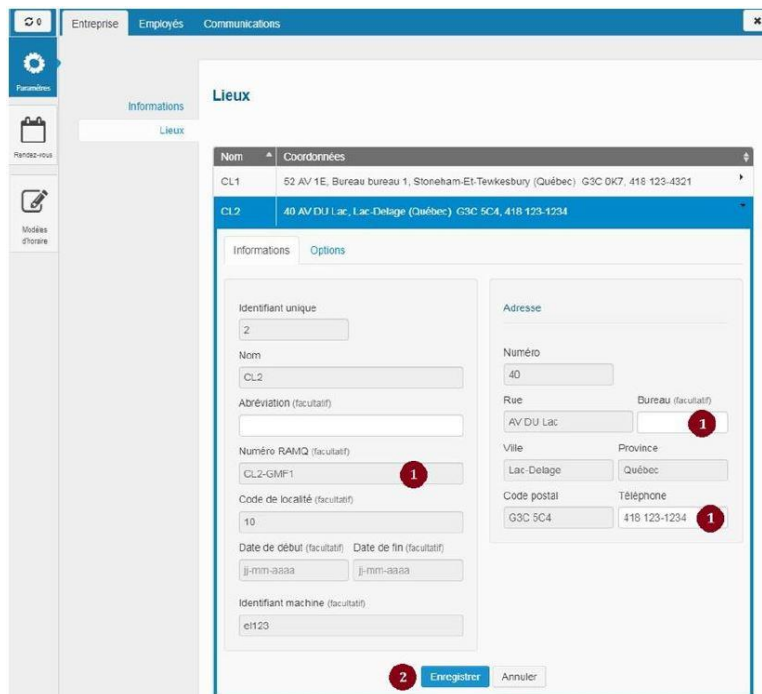 0
Entreprise Employés Communications
Paramètres
Rendez-vous
Modèles
d'horaire
Informations
Lieux
Lieux
Nom Coordonnées
CL1 52 AV 1E, Bureau bureau 1, Stoneham-Et-Tewkesbury (Québec) G3C 0K7, 418 123-4321
CL2 40 AV DU Lac, Lac-Delage (Québec) G3C 5C4, 418 123-1234
Informations Options
Identifiant unique
2
Nom
CL2
Abréviation (facultatif)
Numéro RAMQ (facultatif)
CL2-GMF1 1
Code de localité (facultatif)
10
Date de début (facultatif) Date de fin (facultatif)
jj-mm-aaaa jj-mm-aaaa
Identifiant machine (facultatif)
el123
Adresse
Numéro
40
Rue Bureau (facultatif)
AV DU Lac 1
Ville Province
Lac-Delage Québec
Code postal Téléphone
G3C 5C4 418 123-1234 1
2 Enregistrer Annuler